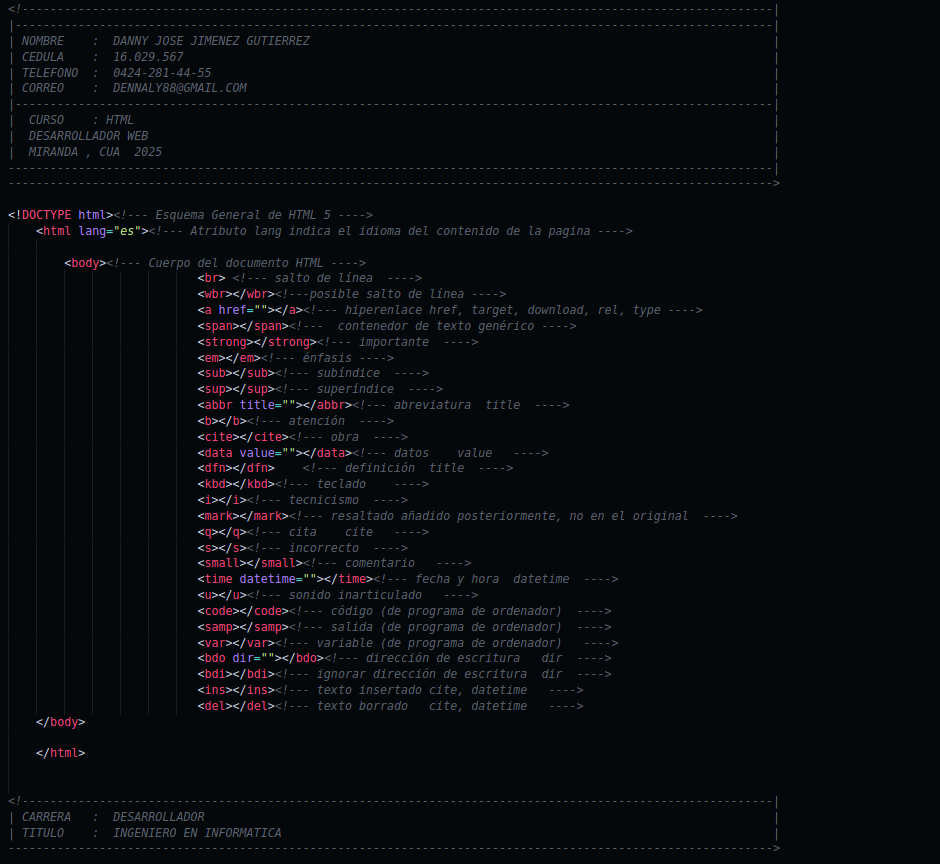 <!-----------------------------------------------------------------------------------------------------------|
|------------------------------------------------------------------------------------------------------------|
| NOMBRE    :  DANNY JOSE JIMENEZ GUTIERREZ |
| CEDULA    :  16.029.567 |
| TELEFONO  :  0424-281-44-55 |
| CORREO    :  DENNALY88@GMAIL.COM |
|------------------------------------------------------------------------------------------------------------|
|  CURSO    : HTML |
|  DESARROLLADOR WEB |
|  MIRANDA , CUA  2025 |
-------------------------------------------------------------------------------------------------------------|
------------------------------------------------------------------------------------------------------------->
<!DOCTYPE html><!--- Esquema General de HTML 5 ---->
<html lang="es"><!--- Atributo lang indica el idioma del contenido de la pagina ---->
<body><!--- Cuerpo del documento HTML ---->
<br> <!--- salto de línea  ---->
<wbr></wbr><!---posible salto de línea ---->
<a href=""></a><!--- hiperenlace href, target, download, rel, type ---->
<span></span><!---  contenedor de texto genérico ---->
<strong></strong><!--- importante  ---->
<em></em><!--- énfasis ---->
<sub></sub><!--- subíndice  ---->
<sup></sup><!--- superíndice  ---->
<abbr title=""></abbr><!--- abreviatura  title  ---->
<b></b><!--- atención  ---->
<cite></cite><!--- obra  ---->
<data value=""></data><!--- datos    value   ---->
<dfn></dfn>    <!--- definición  title  ---->
<kbd></kbd><!--- teclado    ---->
<i></i><!--- tecnicismo  ---->
<mark></mark><!--- resaltado añadido posteriormente, no en el original  ---->
<q></q><!--- cita    cite   ---->
<s></s><!--- incorrecto  ---->
<small></small><!--- comentario   ---->
<time datetime=""></time><!--- fecha y hora  datetime  ---->
<u></u><!--- sonido inarticulado   ---->
<code></code><!--- código (de programa de ordenador)  ---->
<samp></samp><!--- salida (de programa de ordenador)  ---->
<var></var><!--- variable (de programa de ordenador)   ---->
<bdo dir=""></bdo><!--- dirección de escritura   dir  ---->
<bdi></bdi><!--- ignorar dirección de escritura  dir  ---->
<ins></ins><!--- texto insertado cite, datetime   ---->
<del></del><!--- texto borrado   cite, datetime   ---->
</body>
</html>
<!-----------------------------------------------------------------------------------------------------------|
| CARRERA   :  DESARROLLADOR |
| TITULO    :  INGENIERO EN INFORMATICA |
------------------------------------------------------------------------------------------------------------->